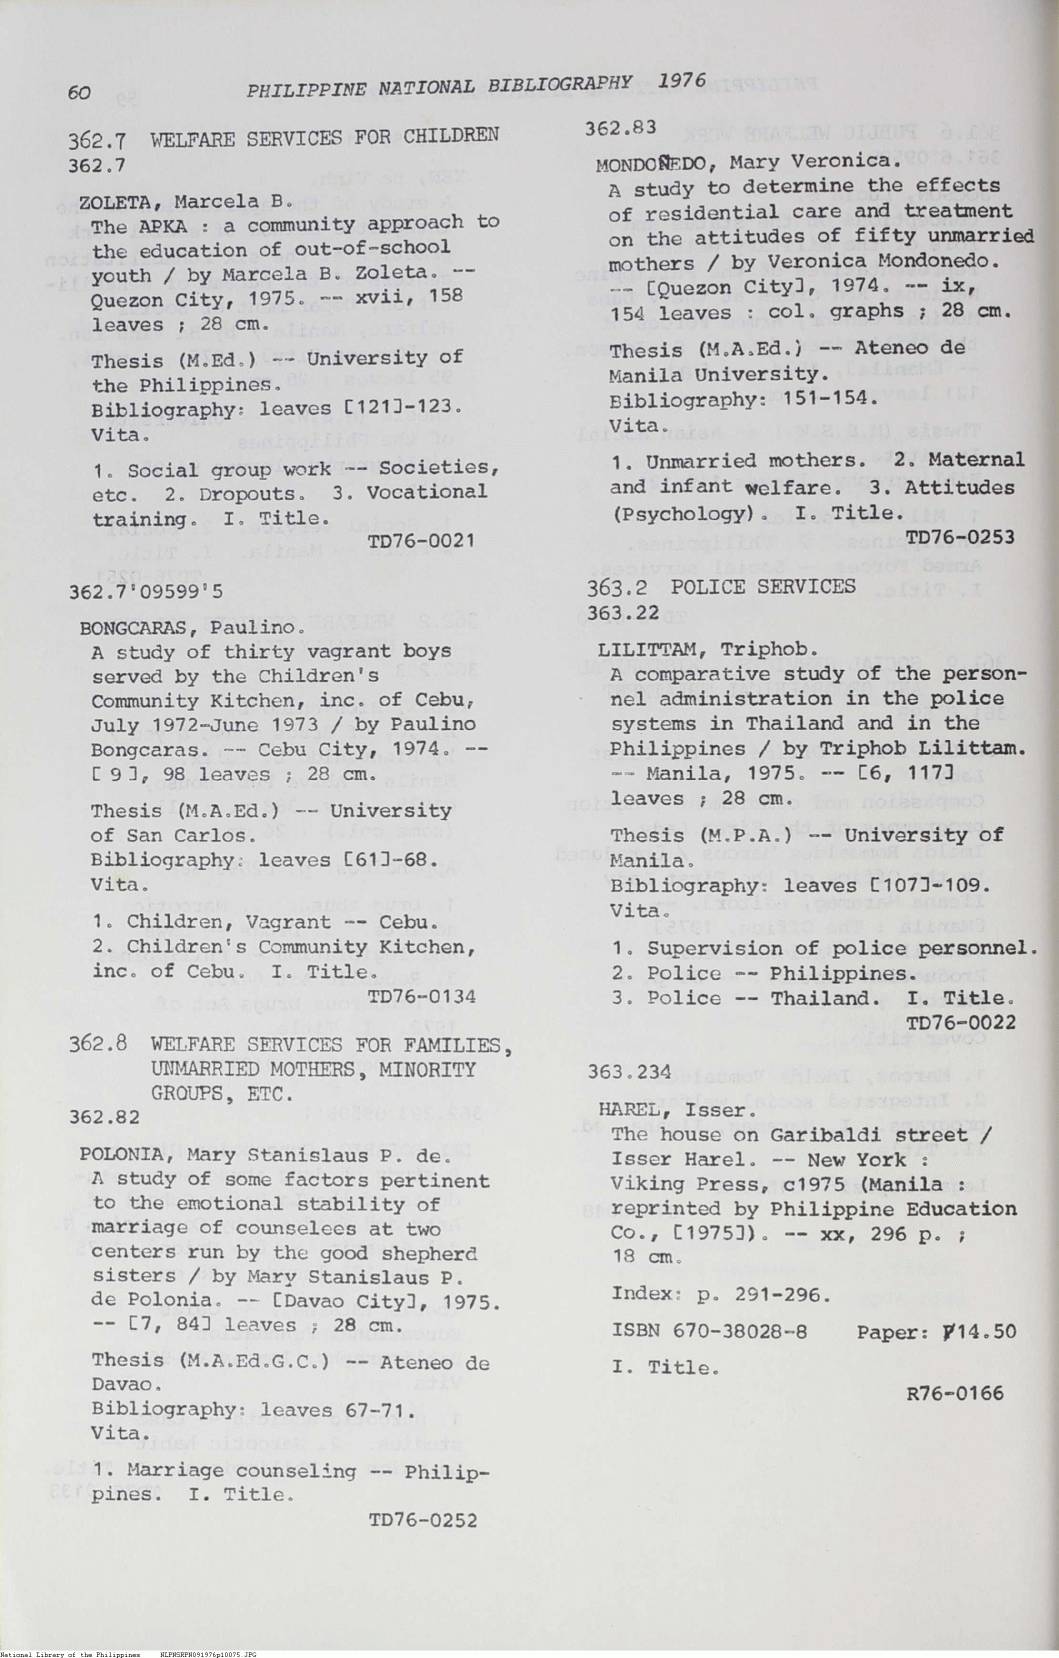 60 PHILIPPINE NATIONAL BIBLIOGRAPHY 1976
362.7 WELFARE SERVICES FOR CHILDREN
362.7
ZOLETA, Marcela B.
The APKA : a community approach to
the education of out-of-school
youth / by Marcela B. Zoleta. --
Quezon City, 1975. -- xvii, 158
leaves ; 28 cm.
Thesis (M.Ed.) -- University of
the Philippines.
Bibliography: leaves [121]-123.
Vita.
1. Social group work -- Societies,
etc. 2. Dropouts. 3. Vocational
training. I. Title.
TD76-0021
362.7'09599'5
BONGCARAS, Paulino.
A study of thirty vagrant boys
served by the Children's
Community Kitchen, inc. of Cebu,
July 1972-June 1973 / by Paulino
Bongcaras. -- Cebu City, 1974. --
[ 9 ], 98 leaves ; 28 cm.
Thesis (M.A.Ed.) -- University
of San Carlos.
Bibliography: leaves [61]-68.
Vita.
1. Children, Vagrant -- Cebu.
2. Children's Community Kitchen,
inc. of Cebu. I. Title.
TD76-0134
362.8 WELFARE SERVICES FOR FAMILIES,
UNMARRIED MOTHERS, MINORITY
GROUPS, ETC.
362.82
POLONIA, Mary Stanislaus P. de.
A study of some factors pertinent
to the emotional stability of
marriage of counselees at two
centers run by the good shepherd
sisters / by Mary Stanislaus P.
de Polonia. -- [Davao City], 1975.
-- [7, 84] leaves ; 28 cm.
Thesis (M.A.Ed.G.C.) -- Ateneo de
Davao.
Bibliography: leaves 67-71.
Vita.
1. Marriage counseling -- Philip-
pines. I. Title.
TD76-0252
362.83
MONDOÑEDO, Mary Veronica.
A study to determine the effects
of residential care and treatment
on the attitudes of fifty unmarried
mothers / by Veronica Mondonedo.
-- [Quezon City], 1974. -- ix,
154 leaves : col. graphs ; 28 cm.
Thesis (M.A.Ed.) -- Ateneo de
Manila University.
Bibliography: 151-154.
Vita.
1. Unmarried mothers. 2. Maternal
and infant welfare. 3. Attitudes
(Psychology). I. Title.
TD76-0253
363.2 POLICE SERVICES
363.22
LILITTAM, Triphob.
A comparative study of the person-
nel administration in the police
systems in Thailand and in the
Philippines / by Triphob Lilittam.
-- Manila, 1975. -- [6, 117]
leaves ; 28 cm.
Thesis (M.P.A.) -- University of
Manila.
Bibliography: leaves [107]-109.
Vita.
1. Supervision of police personnel.
2. Police -- Philippines.
3. Police -- Thailand. I. Title.
TD76-0022
363.234
HAREL, Isser.
The house on Garibaldi street /
Isser Harel. -- New York :
Viking Press, c1975 (Manila :
reprinted by Philippine Education
Co., [1975]). -- xx, 296 p. ;
18 cm.
Index: p. 291-296.
ISBN 670-38028-8 Paper: ₱14.50
I. Title.
R76-0166
National Library of the Philippines NLPNSRPN091976p10075.JPG